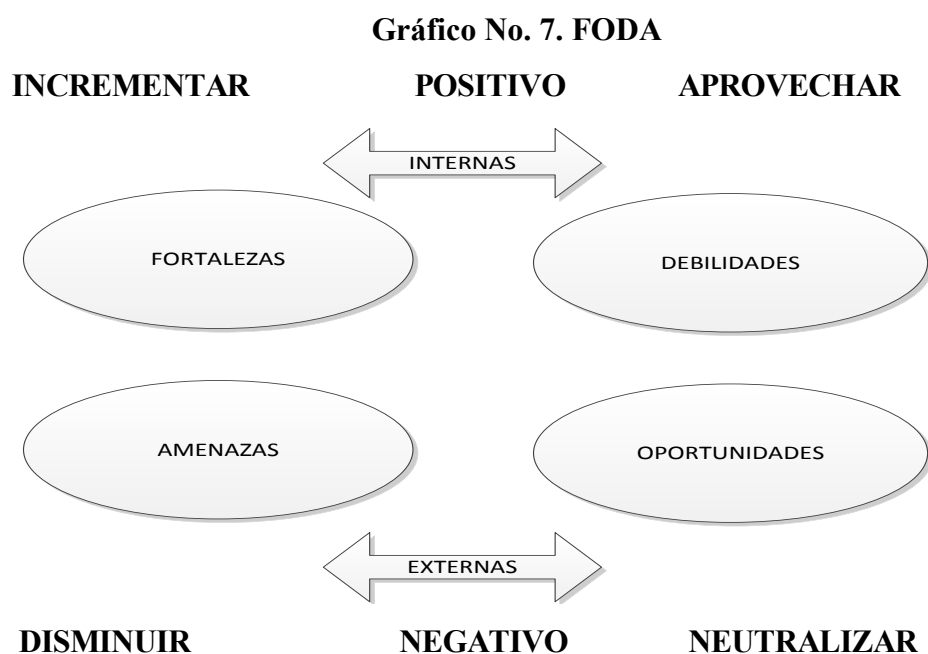 Gráfico No. 7. FODA
INCREMENTAR POSITIVO APROVECHAR
INTERNAS
FORTALEZAS DEBILIDADES
AMENAZAS OPORTUNIDADES
EXTERNAS
DISMINUIR NEGATIVO NEUTRALIZAR